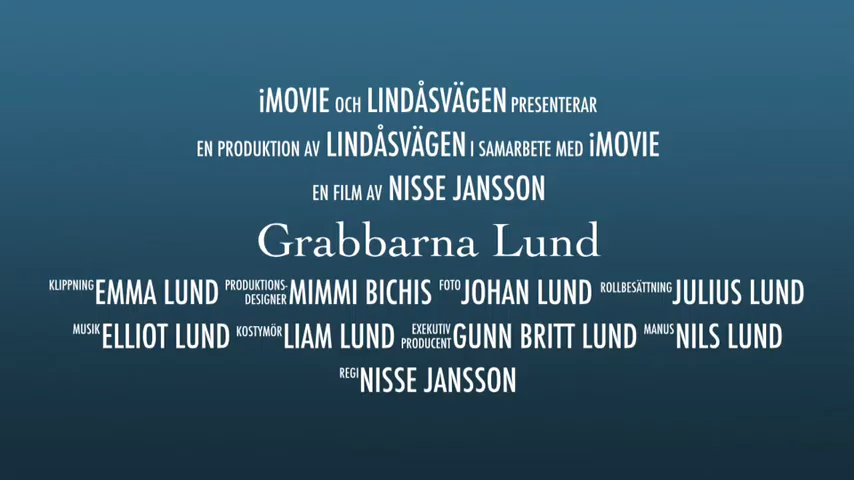 iMOVIE OCH LINDÅSVÄGEN PRESENTERAR
EN PRODUKTION AV LINDÅSVÄGEN I SAMARBETE MED iMOVIE
EN FILM AV NISSE JANSSON
Grabbarna Lund
KLIPPNING EMMA LUND PRODUKTIONS-DESIGNER MIMMI BICHIS FOTO JOHAN LUND ROLLBESÄTTNING JULIUS LUND
MUSIK ELLIOT LUND KOSTYMÖR LIAM LUND EXEKUTIV PRODUCENT GUNN BRITT LUND MANUS NILS LUND
REGI NISSE JANSSON